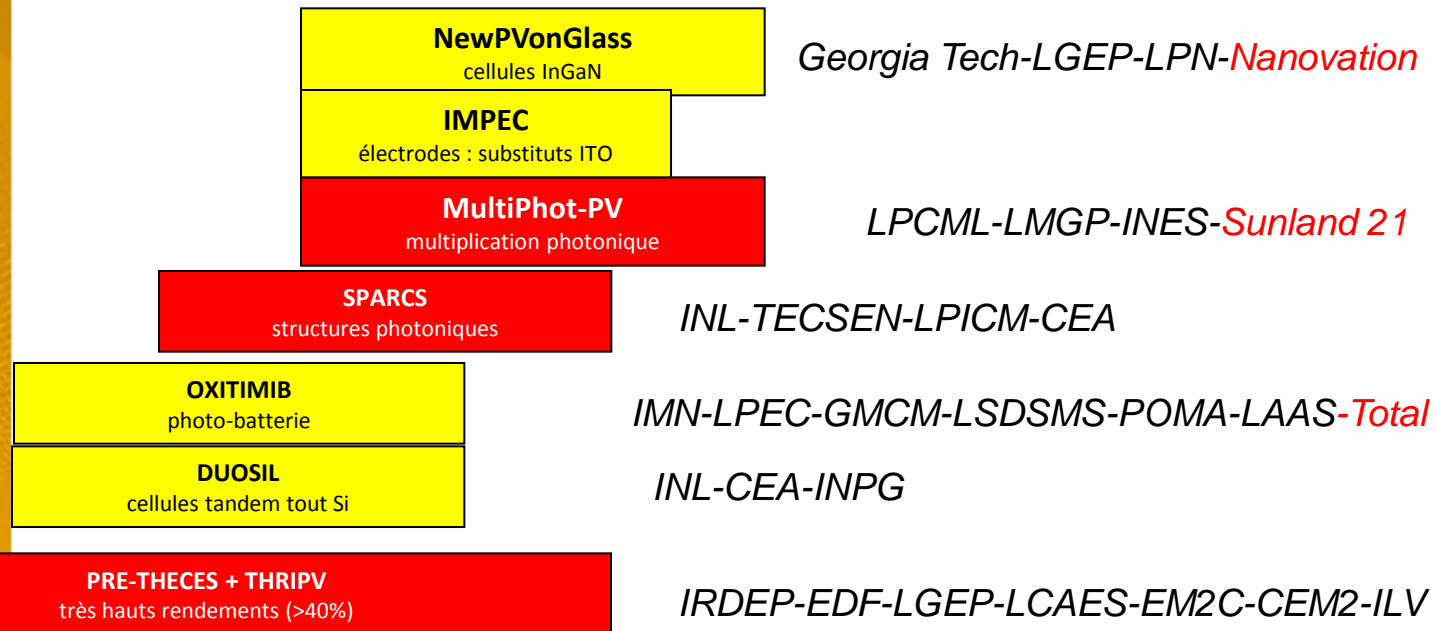 NewPVonGlass
cellules InGaN
Georgia Tech-LGEP-LPN-Nanovation
IMPEC
électrodes : substituts ITO
MultiPhot-PV
multiplication photonique
LPCML-LMGP-INES-Sunland 21
SPARCS
structures photoniques
INL-TECSEN-LPICM-CEA
OXITIMIB
photo-batterie
IMN-LPEC-GMCM-LSDSMS-POMA-LAAS-Total
DUOSIL
cellules tandem tout Si
INL-CEA-INPG
PRE-THECES + THRIPV
très hauts rendements (>40%)
IRDEP-EDF-LGEP-LCAES-EM2C-CEM2-ILV